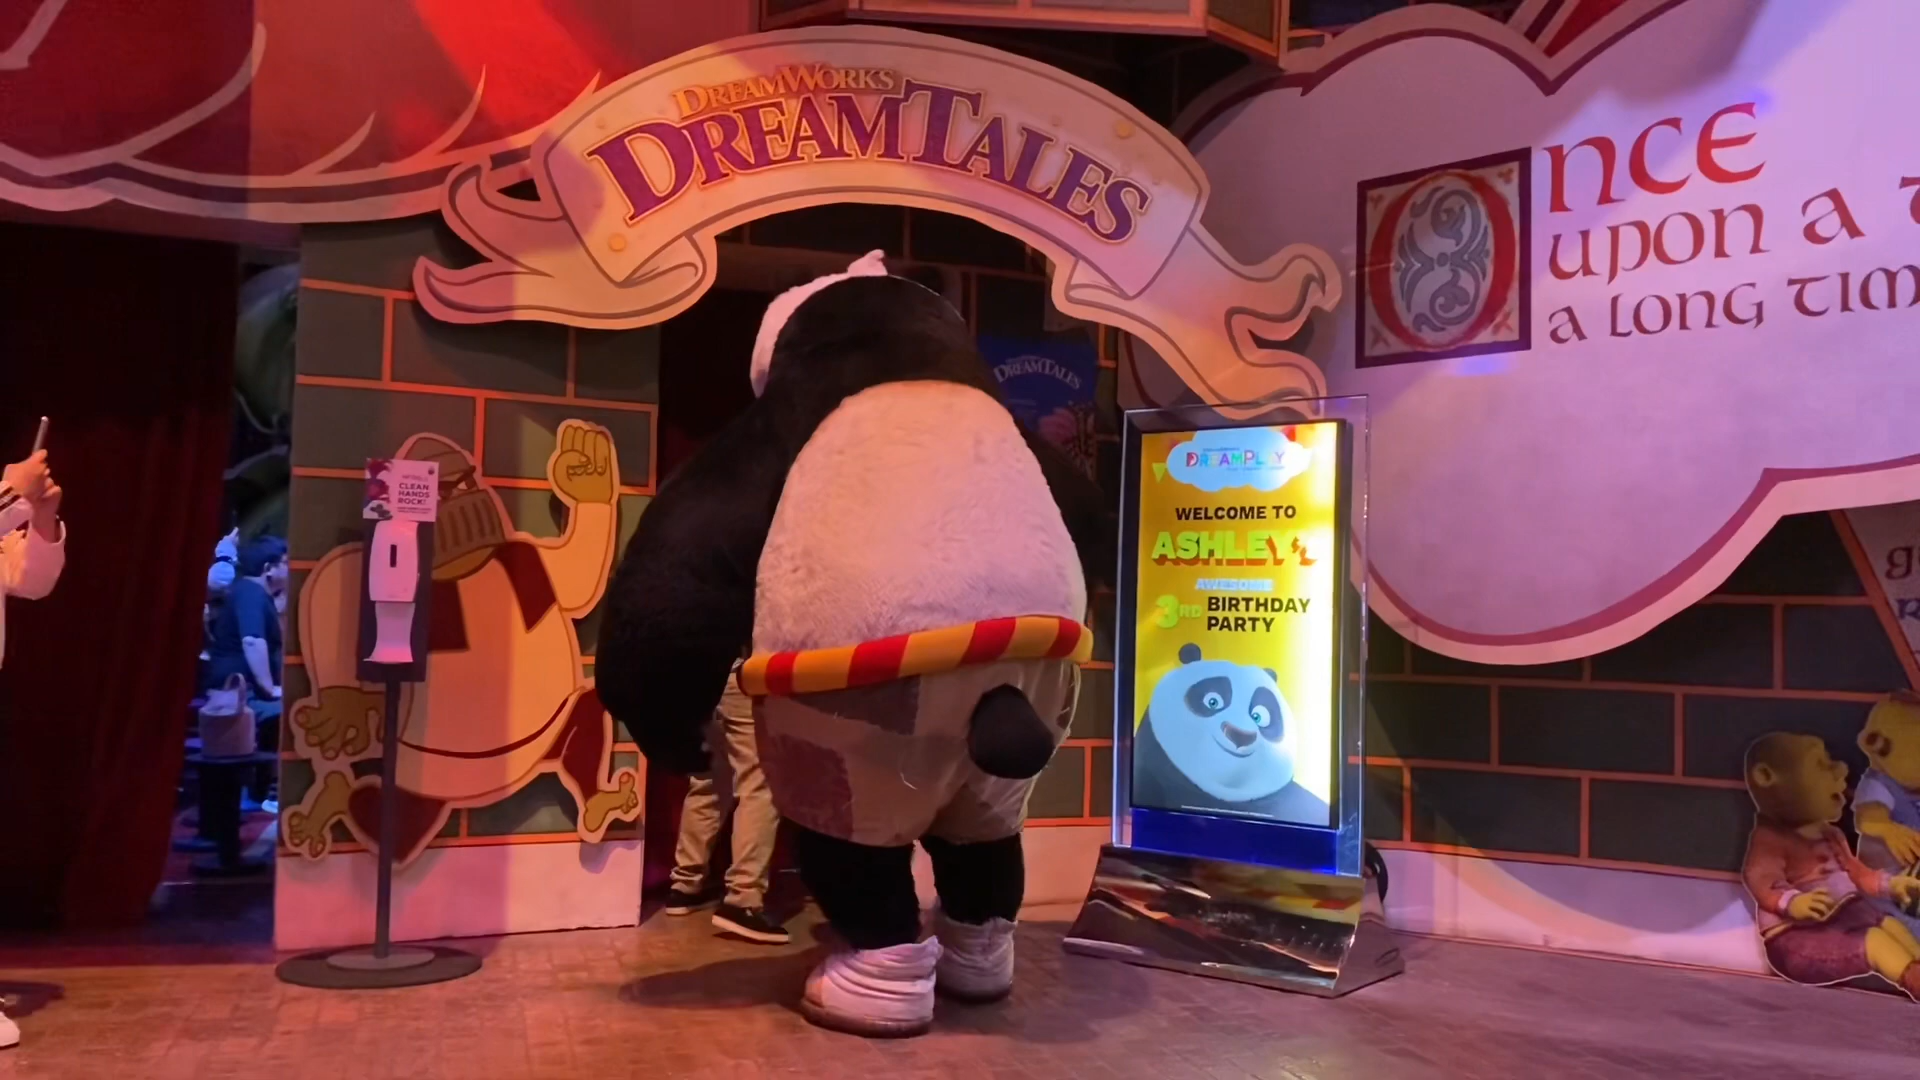 DREAMWORKS
DREAMTALES
ONCE
UPON A
A LONG TIM
DREAMTALES
CLEAN
HANDS
ROCK!
DREAMPLAY
WELCOME TO
ASHLEY'S
AWESOME
3RD BIRTHDAY
PARTY